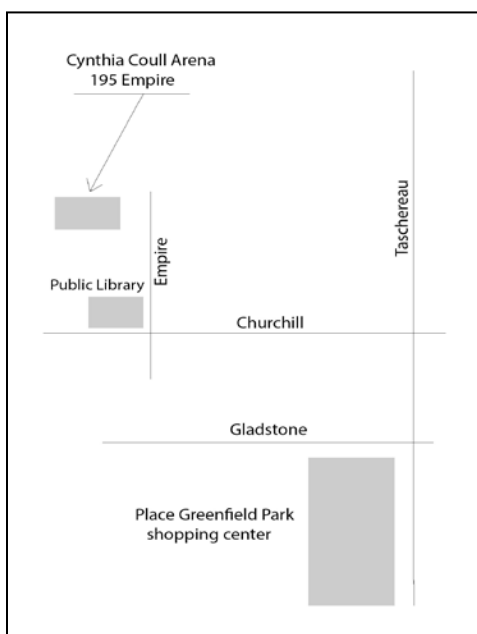 Cynthia Coull Arena
195 Empire
Taschereau
Empire
Public Library
Churchill
Gladstone
Place Greenfield Park
shopping center